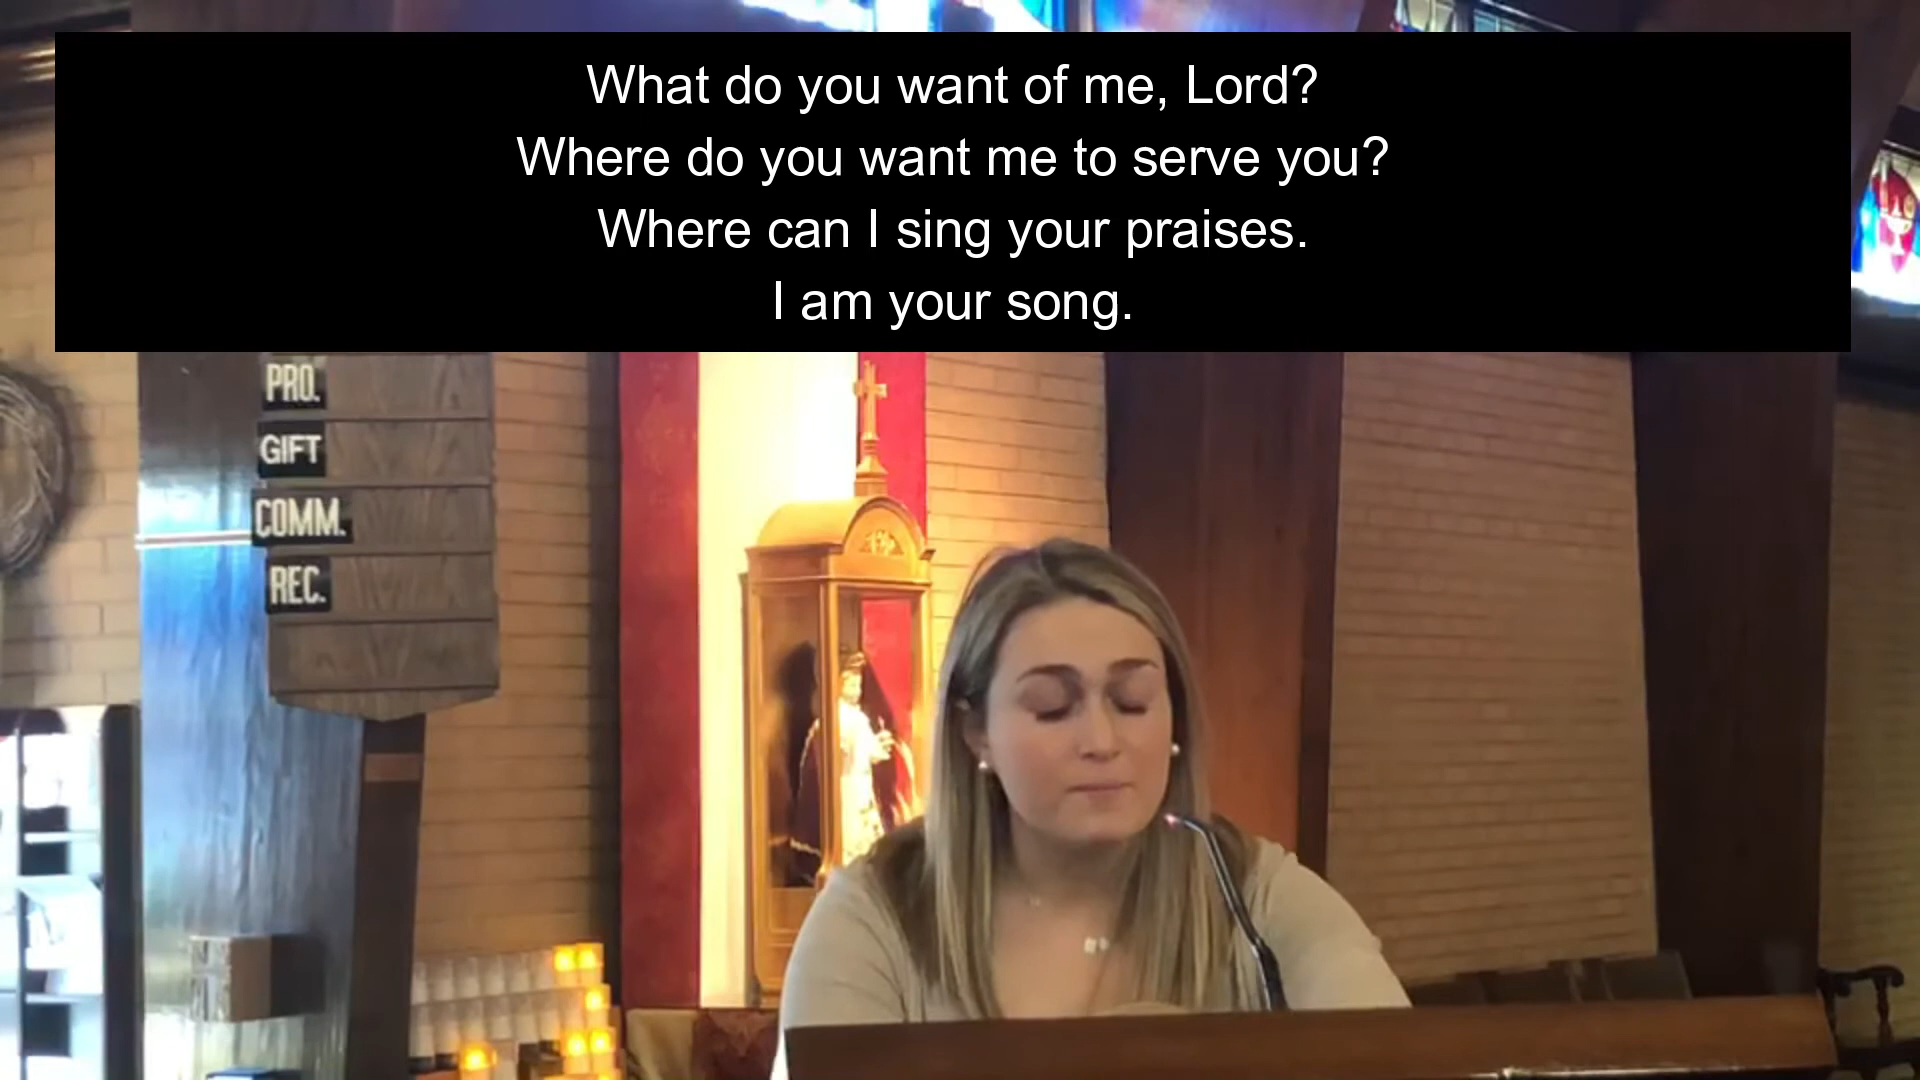 What do you want of me, Lord?
Where do you want me to serve you?
Where can I sing your praises.
I am your song.
PRO.
GIFT
COMM.
REC.